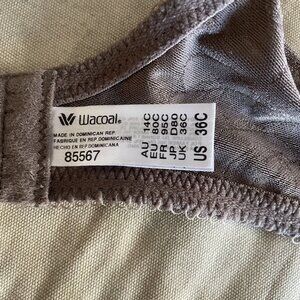 Wacoal®
MADE IN DOMINICAN REP.
FABRIQUE EN REP. DOMINICAINE
HECHO EN REP. DOMINICANA
85567
AU 14C
EU 80C
FR 95C
JP D80
UK 36C
US 36C